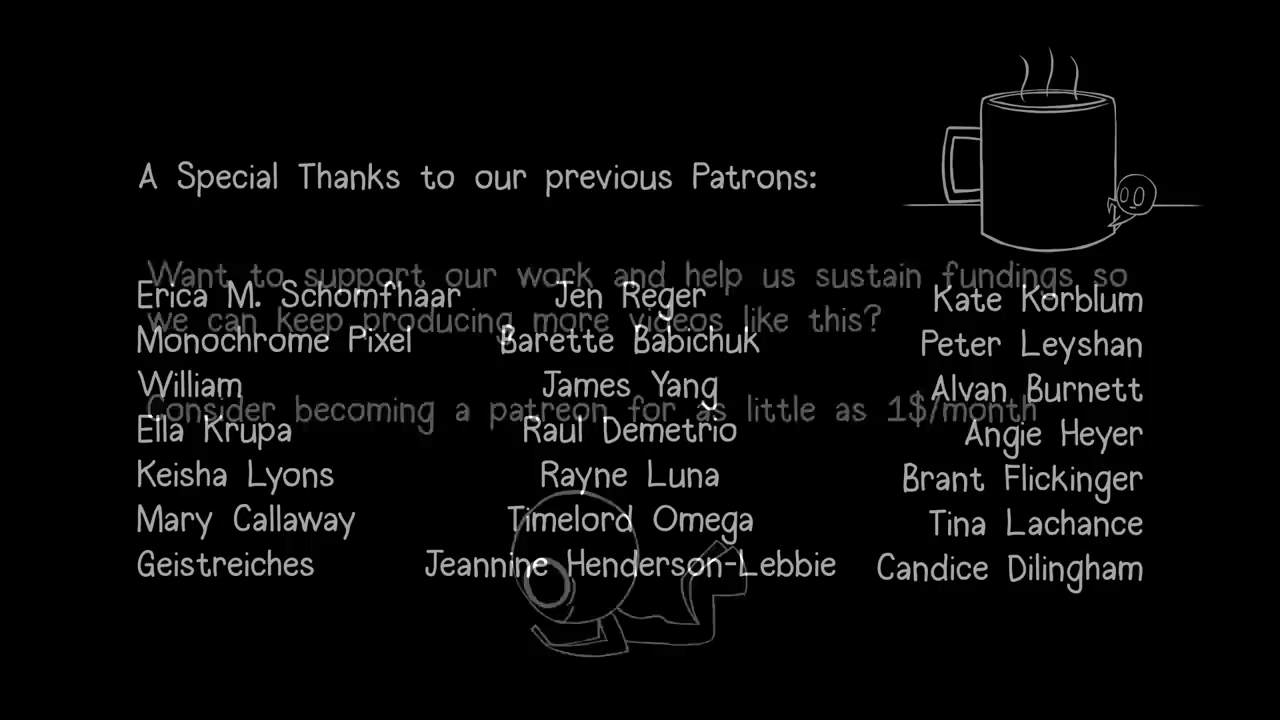 A Special Thanks to our previous Patrons:
Want to support our work and help us sustain fundings so
we can keep producing more videos like this?
Consider becoming a patreon for as little as 1$/month
Erica M. Schomfhaar Jen Reger Kate Korblum
Monochrome Pixel Barette Babichuk Peter Leyshan
William James Yang Alvan Burnett
Ella Krupa Raul Demetrio Angie Heyer
Keisha Lyons Rayne Luna Brant Flickinger
Mary Callaway Timelord Omega Tina Lachance
Geistreiches Jeannine Henderson-Lebbie Candice Dilingham